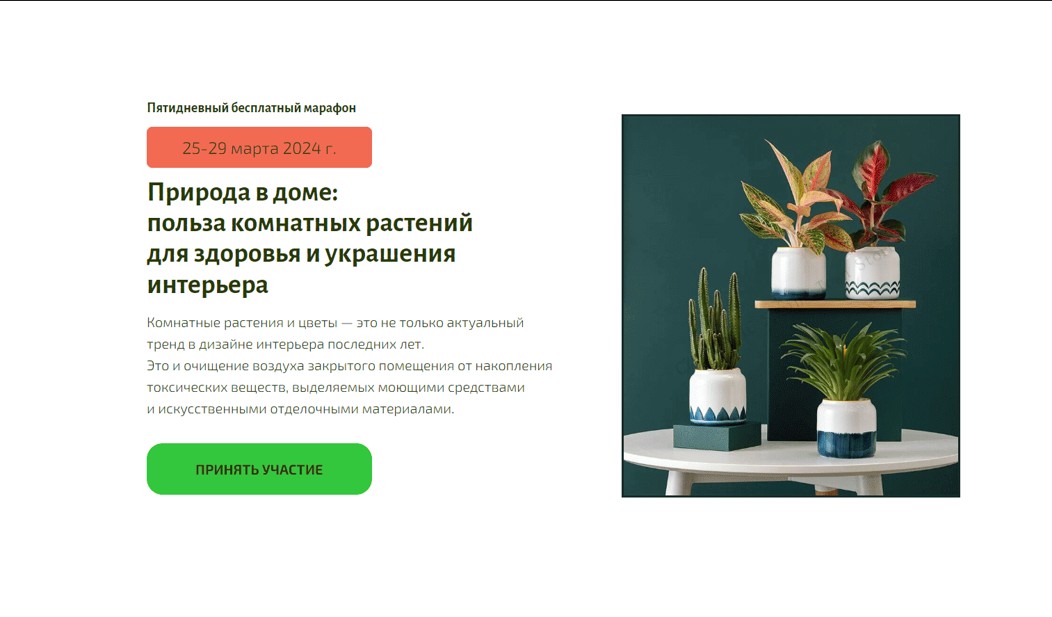 Пятидневный бесплатный марафон
25-29 марта 2024 г.
Природа в доме:
польза комнатных растений
для здоровья и украшения
интерьера
Комнатные растения и цветы — это не только актуальный
тренд в дизайне интерьера последних лет.
Это и очищение воздуха закрытого помещения от накопления
токсических веществ, выделяемых моющими средствами
и искусственными отделочными материалами.
ПРИНЯТЬ УЧАСТИЕ